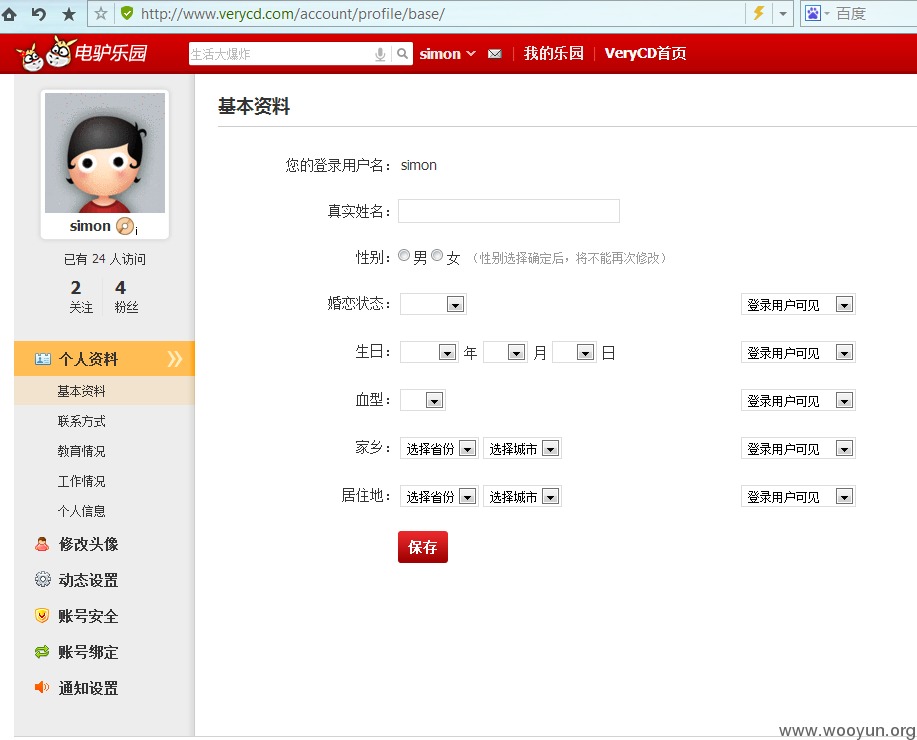 http://www.verycd.com/account/profile/base/
百度
电驴乐园
生活大爆炸
simon
我的乐园
VeryCD首页
simon
已有 24 人访问
2 4
关注 粉丝
个人资料
基本资料
联系方式
教育情况
工作情况
个人信息
修改头像
动态设置
账号安全
账号绑定
通知设置
基本资料
您的登录用户名: simon
真实姓名:
性别: 男 女 (性别选择确定后,将不能再次修改)
婚恋状态: 登录用户可见
生日: 年 月 日 登录用户可见
血型: 登录用户可见
家乡: 选择省份 选择城市 登录用户可见
居住地: 选择省份 选择城市 登录用户可见
保存
www.wooyun.org